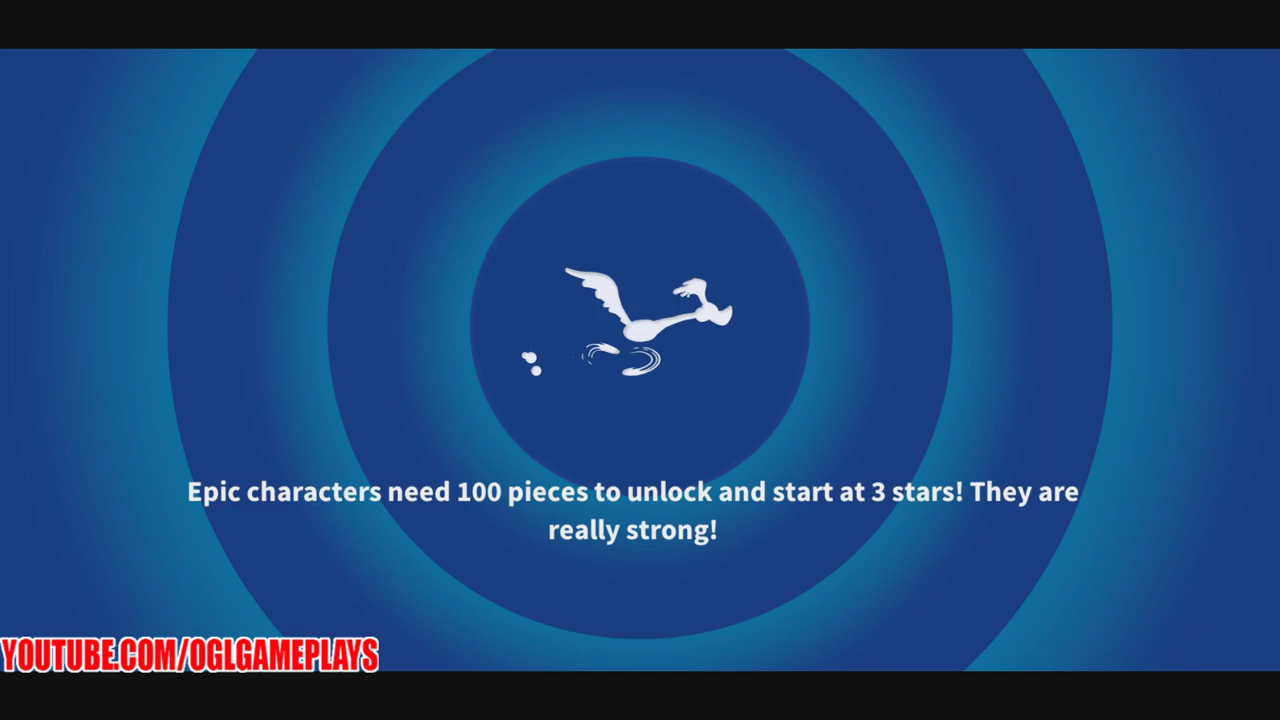 Epic characters need 100 pieces to unlock and start at 3 stars! They are
really strong!
YOUTUBE.COM/OGLGAMEPLAYS